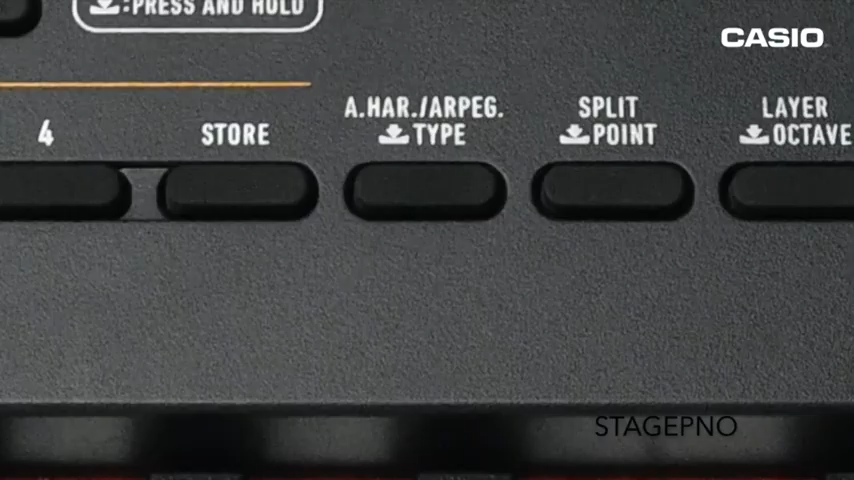 :PRESS AND HOLD
CASIO
4
STORE
A.HAR./ARPEG.
TYPE
SPLIT
POINT
LAYER
OCTAVE
STAGEPNO